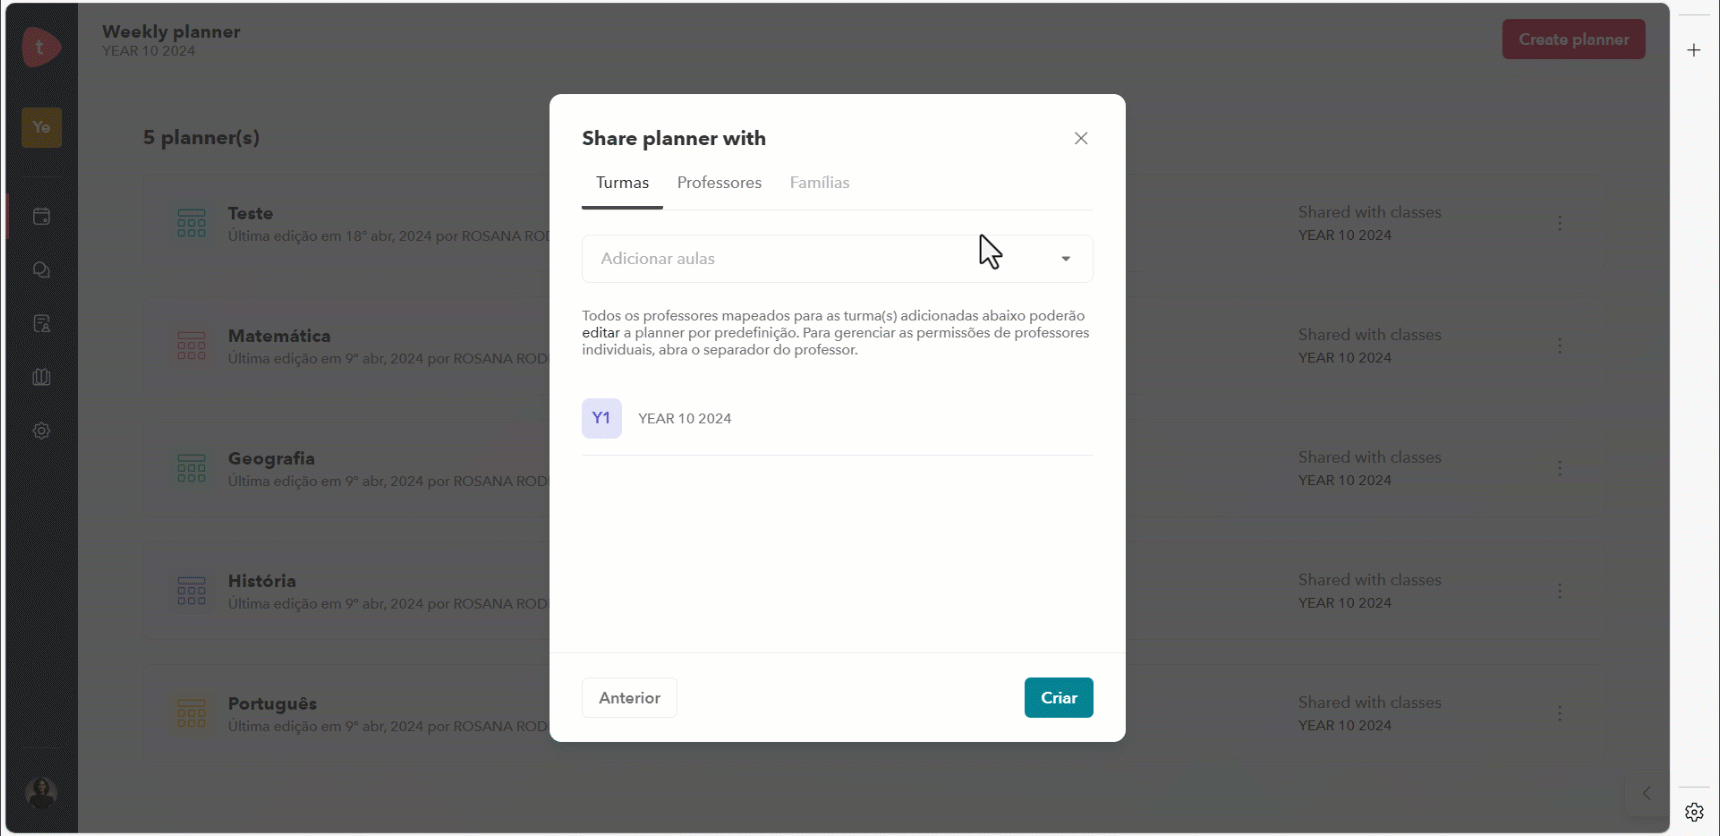 t
Weekly planner
YEAR 10 2024
Create planner
Ye
5 planner(s)
Teste
Última edição em 18º abr, 2024 por ROSANA
Shared with classes
YEAR 10 2024
Matemática
Última edição em 9º abr, 2024 por ROSANA
Shared with classes
YEAR 10 2024
Geografia
Última edição em 9º abr, 2024 por ROSANA
Shared with classes
YEAR 10 2024
História
Última edição em 9º abr, 2024 por ROSANA
Shared with classes
YEAR 10 2024
Português
Última edição em 9º abr, 2024 por ROSANA
Shared with classes
YEAR 10 2024
Share planner with
Turmas Professores Famílias
Adicionar aulas
Todos os professores mapeados para as turma(s) adicionadas abaixo poderão
editar a planner por predefinição. Para gerenciar as permissões de professores
individuais, abra o separador do professor.
Y1 YEAR 10 2024
Anterior
Criar